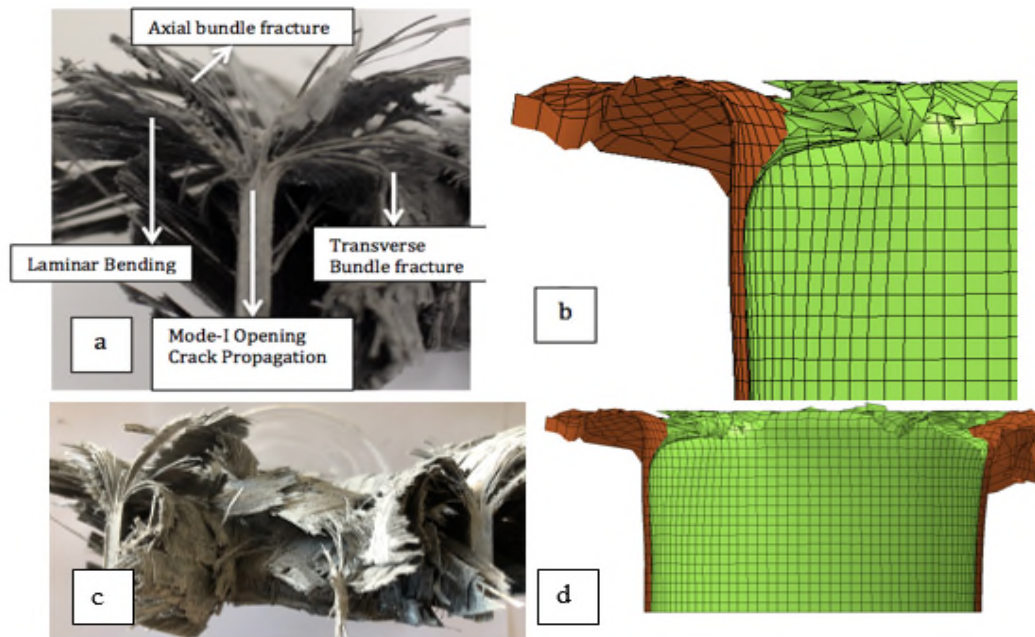 Axial bundle fracture
Laminar Bending
Transverse
Bundle fracture
a
Mode-I Opening
Crack Propagation
b
c
d